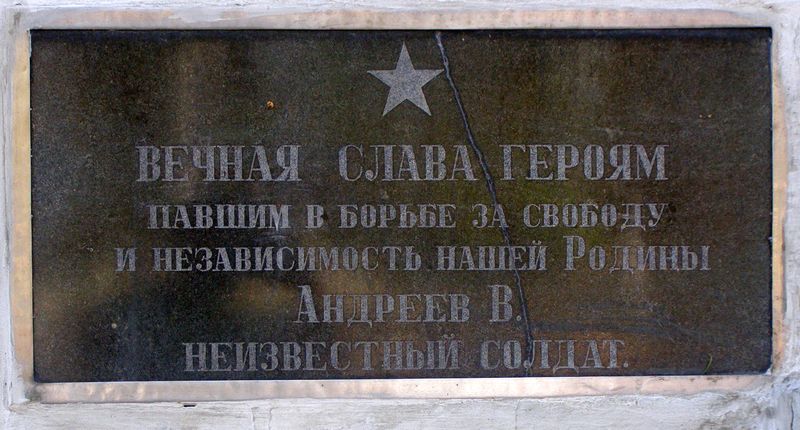 ВЕЧНАЯ СЛАВА ГЕРОЯМ
ПАВШИМ В БОРЬБЕ ЗА СВОБОДУ
И НЕЗАВИСИМОСТЬ НАШЕЙ РОДИНЫ
АНДРЕЕВ В.
НЕИЗВЕСТНЫЙ СОЛДАТ.